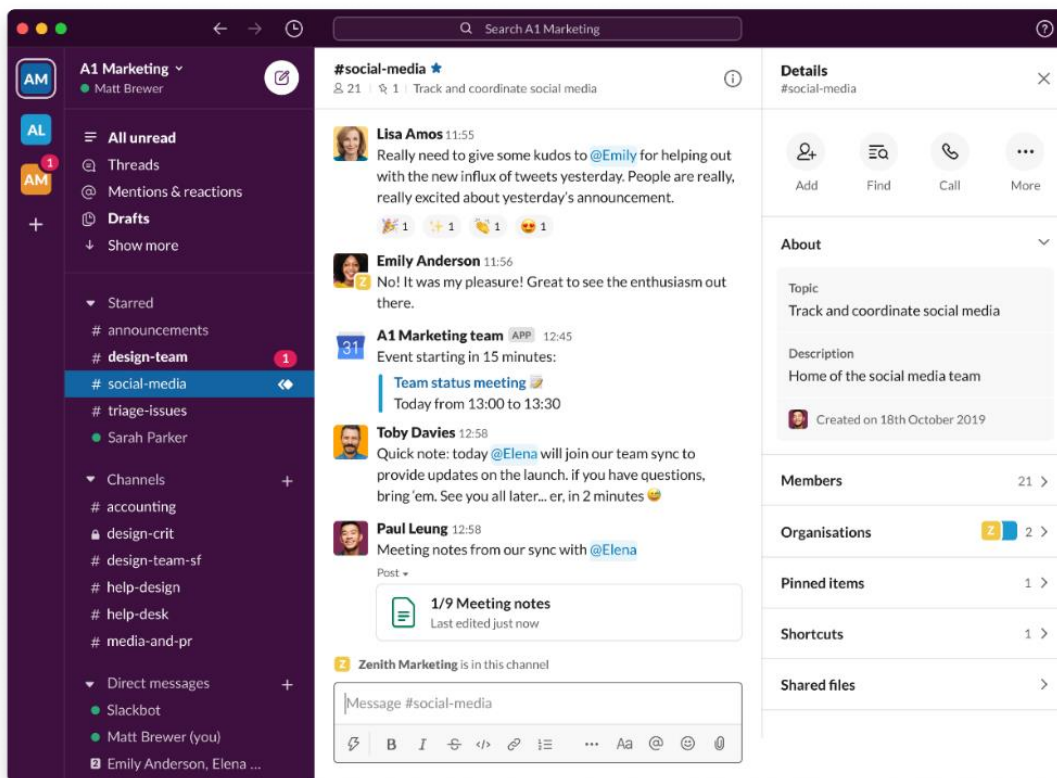 Search A1 Marketing
AM
AL
AM
1
A1 Marketing
Matt Brewer
All unread
Threads
Mentions & reactions
Drafts
Show more
Starred
# announcements
# design-team 1
# social-media
# triage-issues
Sarah Parker
Channels
# accounting
design-crit
# design-team-sf
# help-design
# help-desk
# media-and-pr
Direct messages
Slackbot
Matt Brewer (you)
2 Emily Anderson, Elena ...
#social-media
21 | 1 | Track and coordinate social media
Lisa Amos 11:55
Really need to give some kudos to @Emily for helping out
with the new influx of tweets yesterday. People are really,
really excited about yesterday's announcement.
1 1 1 1
Emily Anderson 11:56
Z
No! It was my pleasure! Great to see the enthusiasm out
there.
31
A1 Marketing team APP 12:45
Event starting in 15 minutes:
Team status meeting
Today from 13:00 to 13:30
Toby Davies 12:58
Quick note: today @Elena will join our team sync to
provide updates on the launch. if you have questions,
bring 'em. See you all later... er, in 2 minutes
Paul Leung 12:58
Meeting notes from our sync with @Elena
Post
1/9 Meeting notes
Last edited just now
Z Zenith Marketing is in this channel
Message #social-media
B I S </> ... Aa @
Details
#social-media
Add Find Call More
About
Topic
Track and coordinate social media
Description
Home of the social media team
Created on 18th October 2019
Members 21
Organisations Z 2
Pinned items 1
Shortcuts 1
Shared files